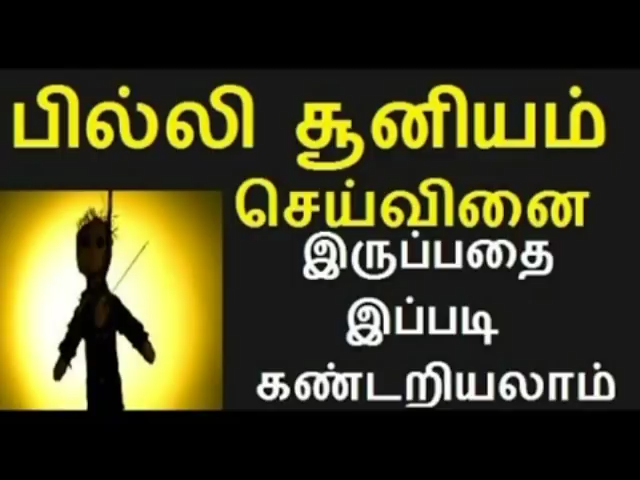 பில்லி சூனியம்
செய்வினை
இருப்பதை
இப்படி
கண்டறியலாம்